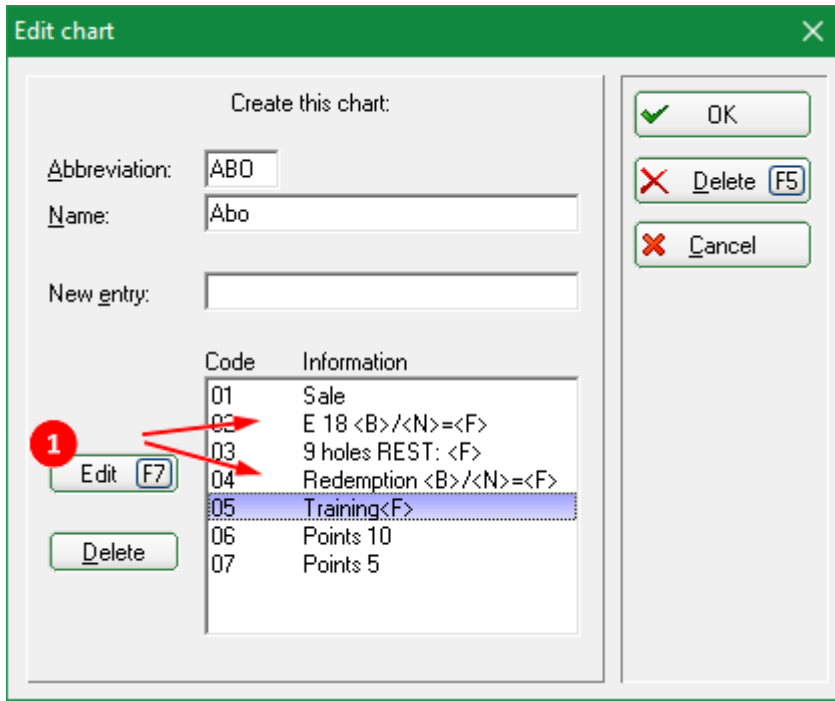 Edit chart
Create this chart:
OK
Abbreviation: ABO
Delete F5
Name: Abo
Cancel
New entry:
Code Information
01 Sale
02 E 18 <B>/<N>=<F>
1
03 9 holes REST: <F>
Edit F7
04 Redemption <B>/<N>=<F>
05 Training<F>
06 Points 10
Delete
07 Points 5